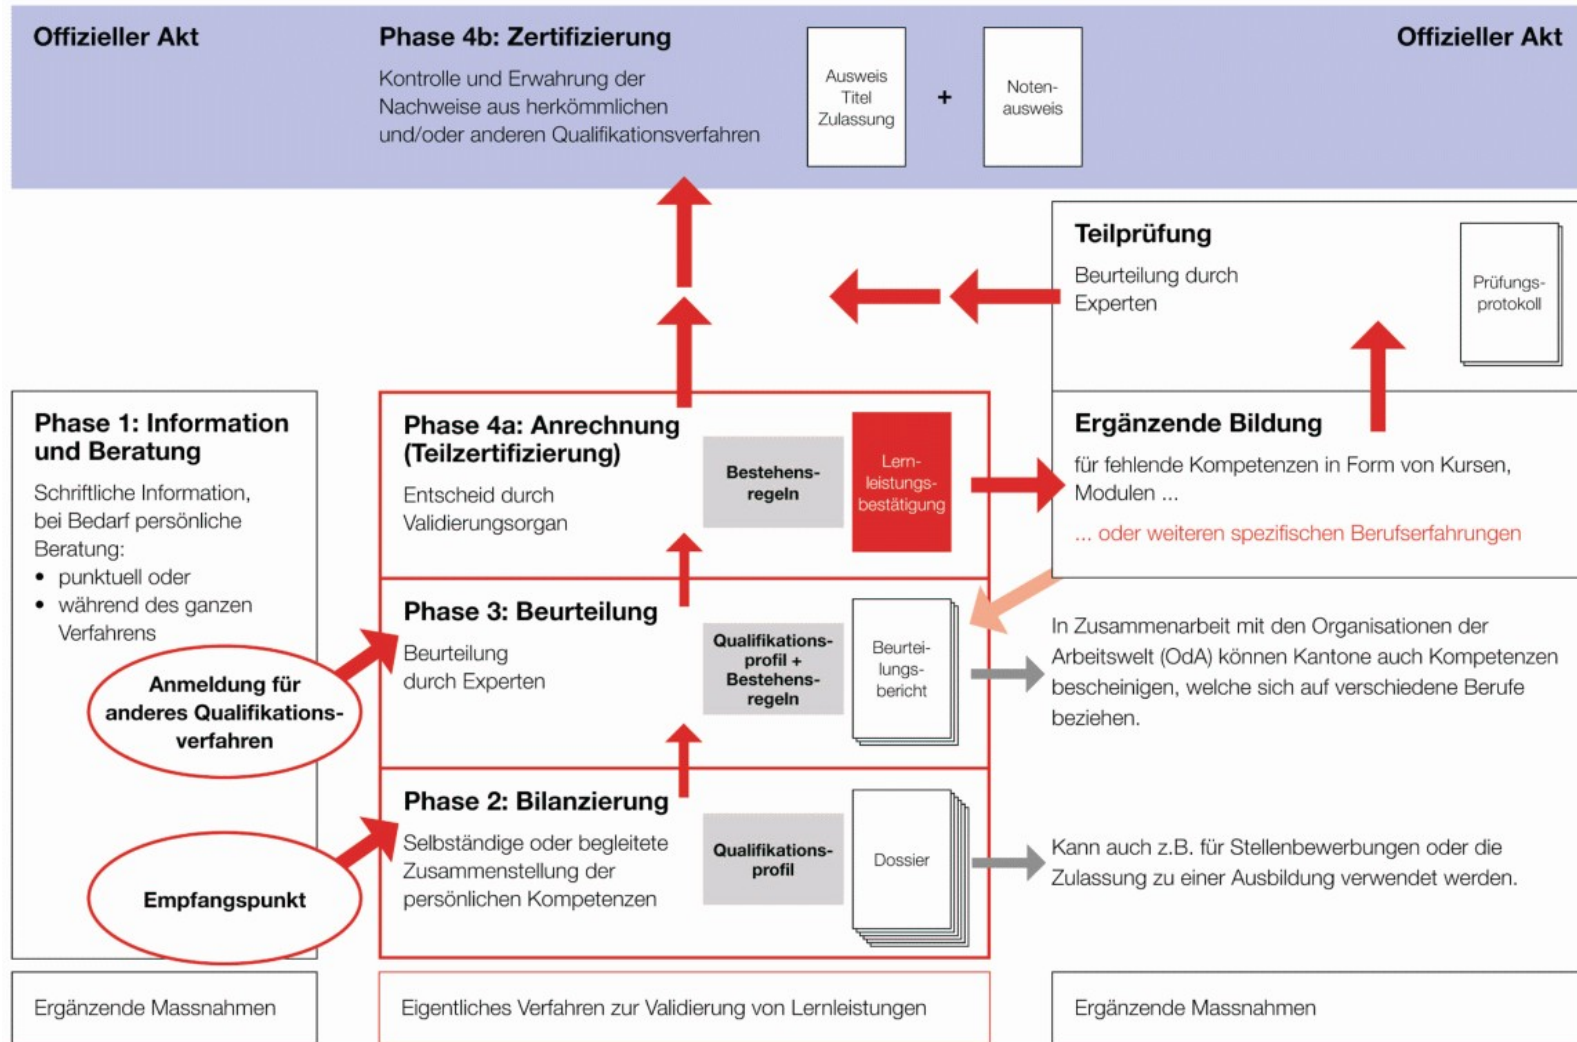 Offizieller Akt
Phase 4b: Zertifizierung
Kontrolle und Erwahrung der
Nachweise aus herkömmlichen
und/oder anderen Qualifikationsverfahren
Ausweis
Titel
Zulassung
+
Noten-
ausweis
Offizieller Akt
Teilprüfung
Beurteilung durch
Experten
Prüfungs-
protokoll
Phase 1: Information
und Beratung
Schriftliche Information,
bei Bedarf persönliche
Beratung:
• punktuell oder
• während des ganzen
Verfahrens
Anmeldung für
anderes Qualifikations-
verfahren
Empfangspunkt
Phase 4a: Anrechnung
(Teilzertifizierung)
Entscheid durch
Validierungsorgan
Bestehens-
regeln
Lern-
leistungs-
bestätigung
Ergänzende Bildung
für fehlende Kompetenzen in Form von Kursen,
Modulen ...
... oder weiteren spezifischen Berufserfahrungen
Phase 3: Beurteilung
Beurteilung
durch Experten
Qualifikations-
profil +
Bestehens-
regeln
Beurtei-
lungs-
bericht
In Zusammenarbeit mit den Organisationen der
Arbeitswelt (OdA) können Kantone auch Kompetenzen
bescheinigen, welche sich auf verschiedene Berufe
beziehen.
Phase 2: Bilanzierung
Selbständige oder begleitete
Zusammenstellung der
persönlichen Kompetenzen
Qualifikations-
profil
Dossier
Kann auch z.B. für Stellenbewerbungen oder die
Zulassung zu einer Ausbildung verwendet werden.
Ergänzende Massnahmen
Eigentliches Verfahren zur Validierung von Lernleistungen
Ergänzende Massnahmen